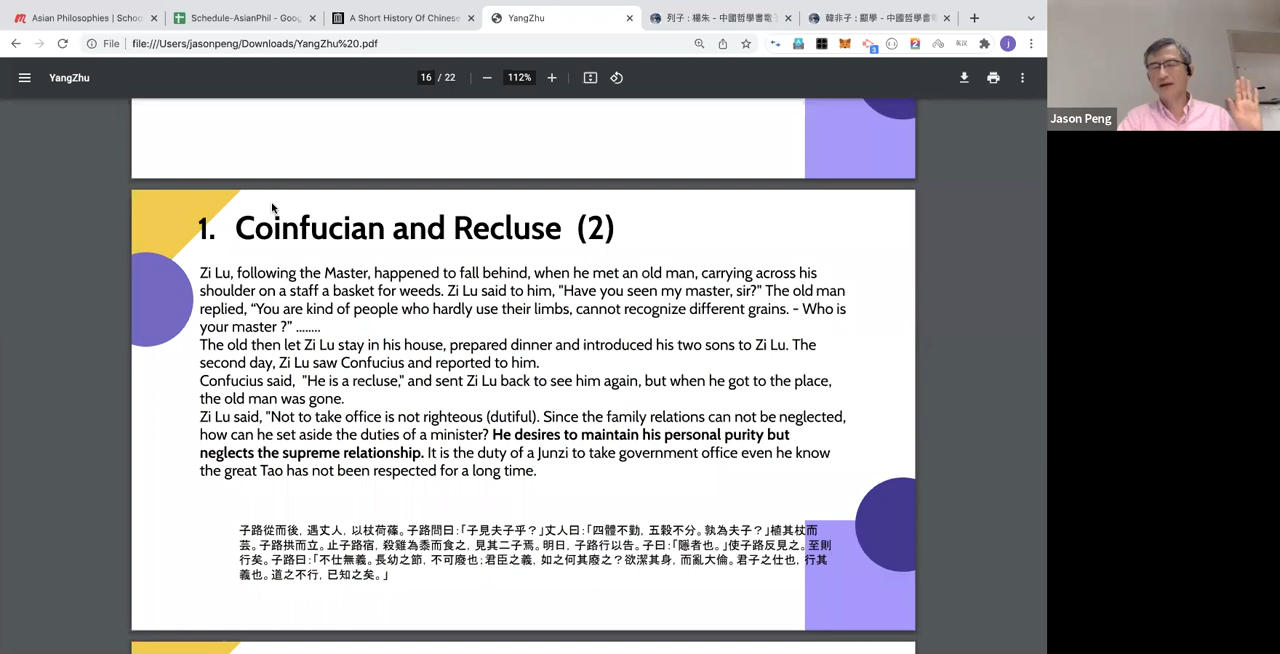 Asian Philosophies | Schoo
Schedule-AsianPhil - Goog
A Short History Of Chinese
YangZhu
列子 : 楊朱 - 中國哲學書電子
韓非子 : 顯學 - 中國哲學書電
File
file:///Users/jasonpeng/Downloads/YangZhu%20.pdf
YangZhu
16 / 22
112%
Jason Peng
1. Coinfucian and Recluse (2)
Zi Lu, following the Master, happened to fall behind, when he met an old man, carrying across his
shoulder on a staff a basket for weeds. Zi Lu said to him, "Have you seen my master, sir?" The old man
replied, “You are kind of people who hardly use their limbs, cannot recognize different grains. - Who is
your master ?” ........
The old then let Zi Lu stay in his house, prepared dinner and introduced his two sons to Zi Lu. The
second day, Zi Lu saw Confucius and reported to him.
Confucius said, "He is a recluse," and sent Zi Lu back to see him again, but when he got to the place,
the old man was gone.
Zi Lu said, "Not to take office is not righteous (dutiful). Since the family relations can not be neglected,
how can he set aside the duties of a minister? He desires to maintain his personal purity but
neglects the supreme relationship. It is the duty of a Junzi to take government office even he know
the great Tao has not been respected for a long time.
子路從而後，遇丈人，以杖荷蓧。子路問曰：「子見夫子乎？」丈人曰：「四體不勤，五穀不分。孰為夫子？」植其杖而
芸。子路拱而立。止子路宿，殺雞為黍而食之，見其二子焉。明日，子路行以告。子曰：「隱者也。」使子路反見之。至則
行矣。子路曰：「不仕無義。長幼之節，不可廢也；君臣之義，如之何其廢之？欲潔其身，而亂大倫。君子之仕也，行其
義也。道之不行，已知之矣。」